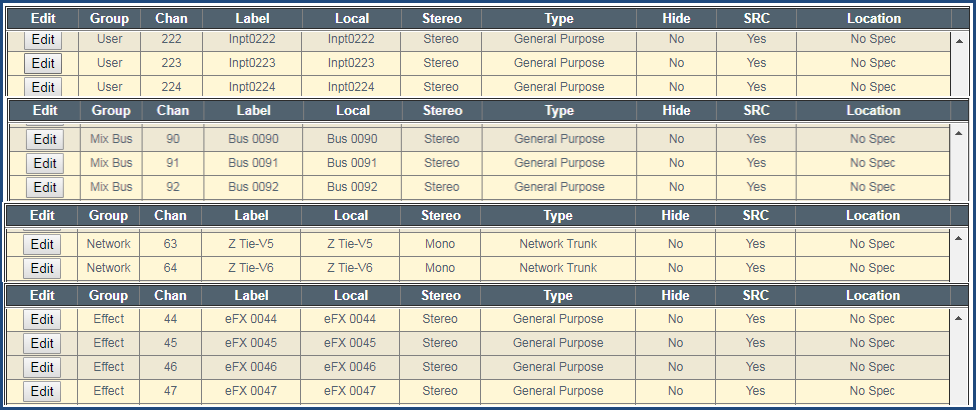 Edit Group Chan Label Local Stereo Type Hide SRC Location
Edit User 222 Inpt0222 Inpt0222 Stereo General Purpose No Yes No Spec
Edit User 223 Inpt0223 Inpt0223 Stereo General Purpose No Yes No Spec
Edit User 224 Inpt0224 Inpt0224 Stereo General Purpose No Yes No Spec
Edit Group Chan Label Local Stereo Type Hide SRC Location
Edit Mix Bus 90 Bus 0090 Bus 0090 Stereo General Purpose No Yes No Spec
Edit Mix Bus 91 Bus 0091 Bus 0091 Stereo General Purpose No Yes No Spec
Edit Mix Bus 92 Bus 0092 Bus 0092 Stereo General Purpose No Yes No Spec
Edit Group Chan Label Local Stereo Type Hide SRC Location
Edit Network 63 Z Tie-V5 Z Tie-V5 Mono Network Trunk No Yes No Spec
Edit Network 64 Z Tie-V6 Z Tie-V6 Mono Network Trunk No Yes No Spec
Edit Group Chan Label Local Stereo Type Hide SRC Location
Edit Effect 44 eFX 0044 eFX 0044 Stereo General Purpose No Yes No Spec
Edit Effect 45 eFX 0045 eFX 0045 Stereo General Purpose No Yes No Spec
Edit Effect 46 eFX 0046 eFX 0046 Stereo General Purpose No Yes No Spec
Edit Effect 47 eFX 0047 eFX 0047 Stereo General Purpose No Yes No Spec